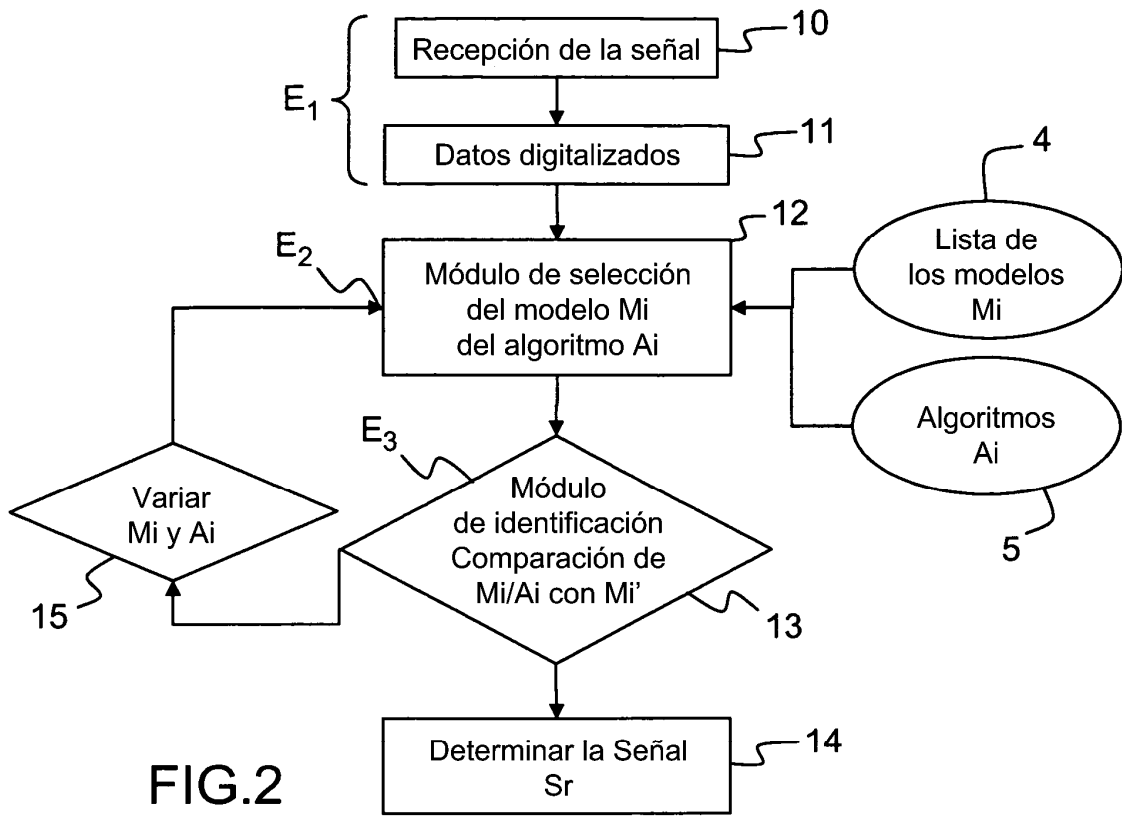 Recepción de la señal
10
E1
Datos digitalizados
11
12
4
E2
Módulo de selección
del modelo Mi
del algoritmo Ai
Lista de
los modelos
Mi
Algoritmos
Ai
5
E3
Variar
Mi y Ai
15
Módulo
de identificación
Comparación de
Mi/Ai con Mi’
13
Determinar la Señal
Sr
14
FIG.2